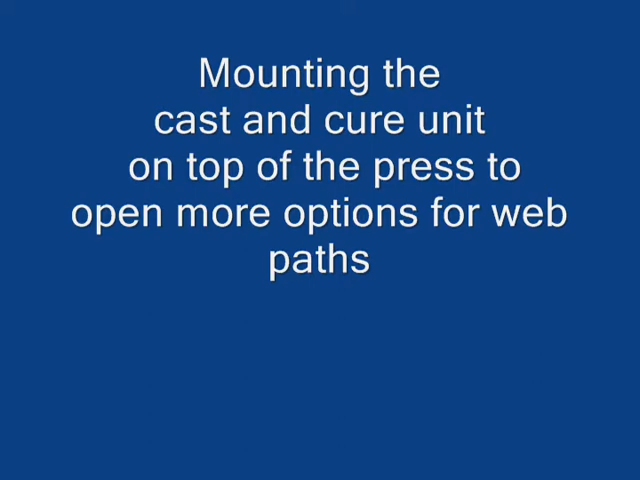 Mounting the
cast and cure unit
on top of the press to
open more options for web
paths